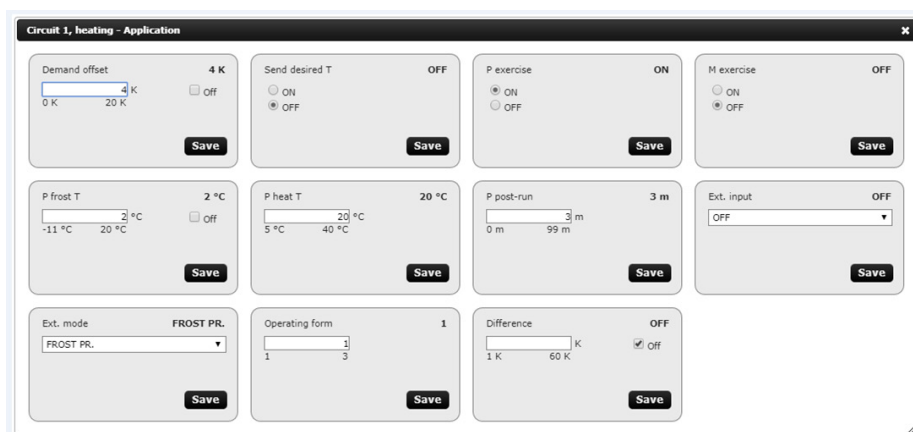 Circuit 1, heating - Application
Demand offset 4 K
4 K Off
0 K 20 K
Save
Send desired T OFF
ON
OFF
Save
P exercise ON
ON
OFF
Save
M exercise OFF
ON
OFF
Save
P frost T 2 °C
2 °C Off
-11 °C 20 °C
Save
P heat T 20 °C
20 °C
5 °C 40 °C
Save
P post-run 3 m
3 m
0 m 99 m
Save
Ext. input OFF
OFF
Save
Ext. mode FROST PR.
FROST PR.
Save
Operating form 1
1
1 3
Save
Difference OFF
K Off
1 K 60 K
Save